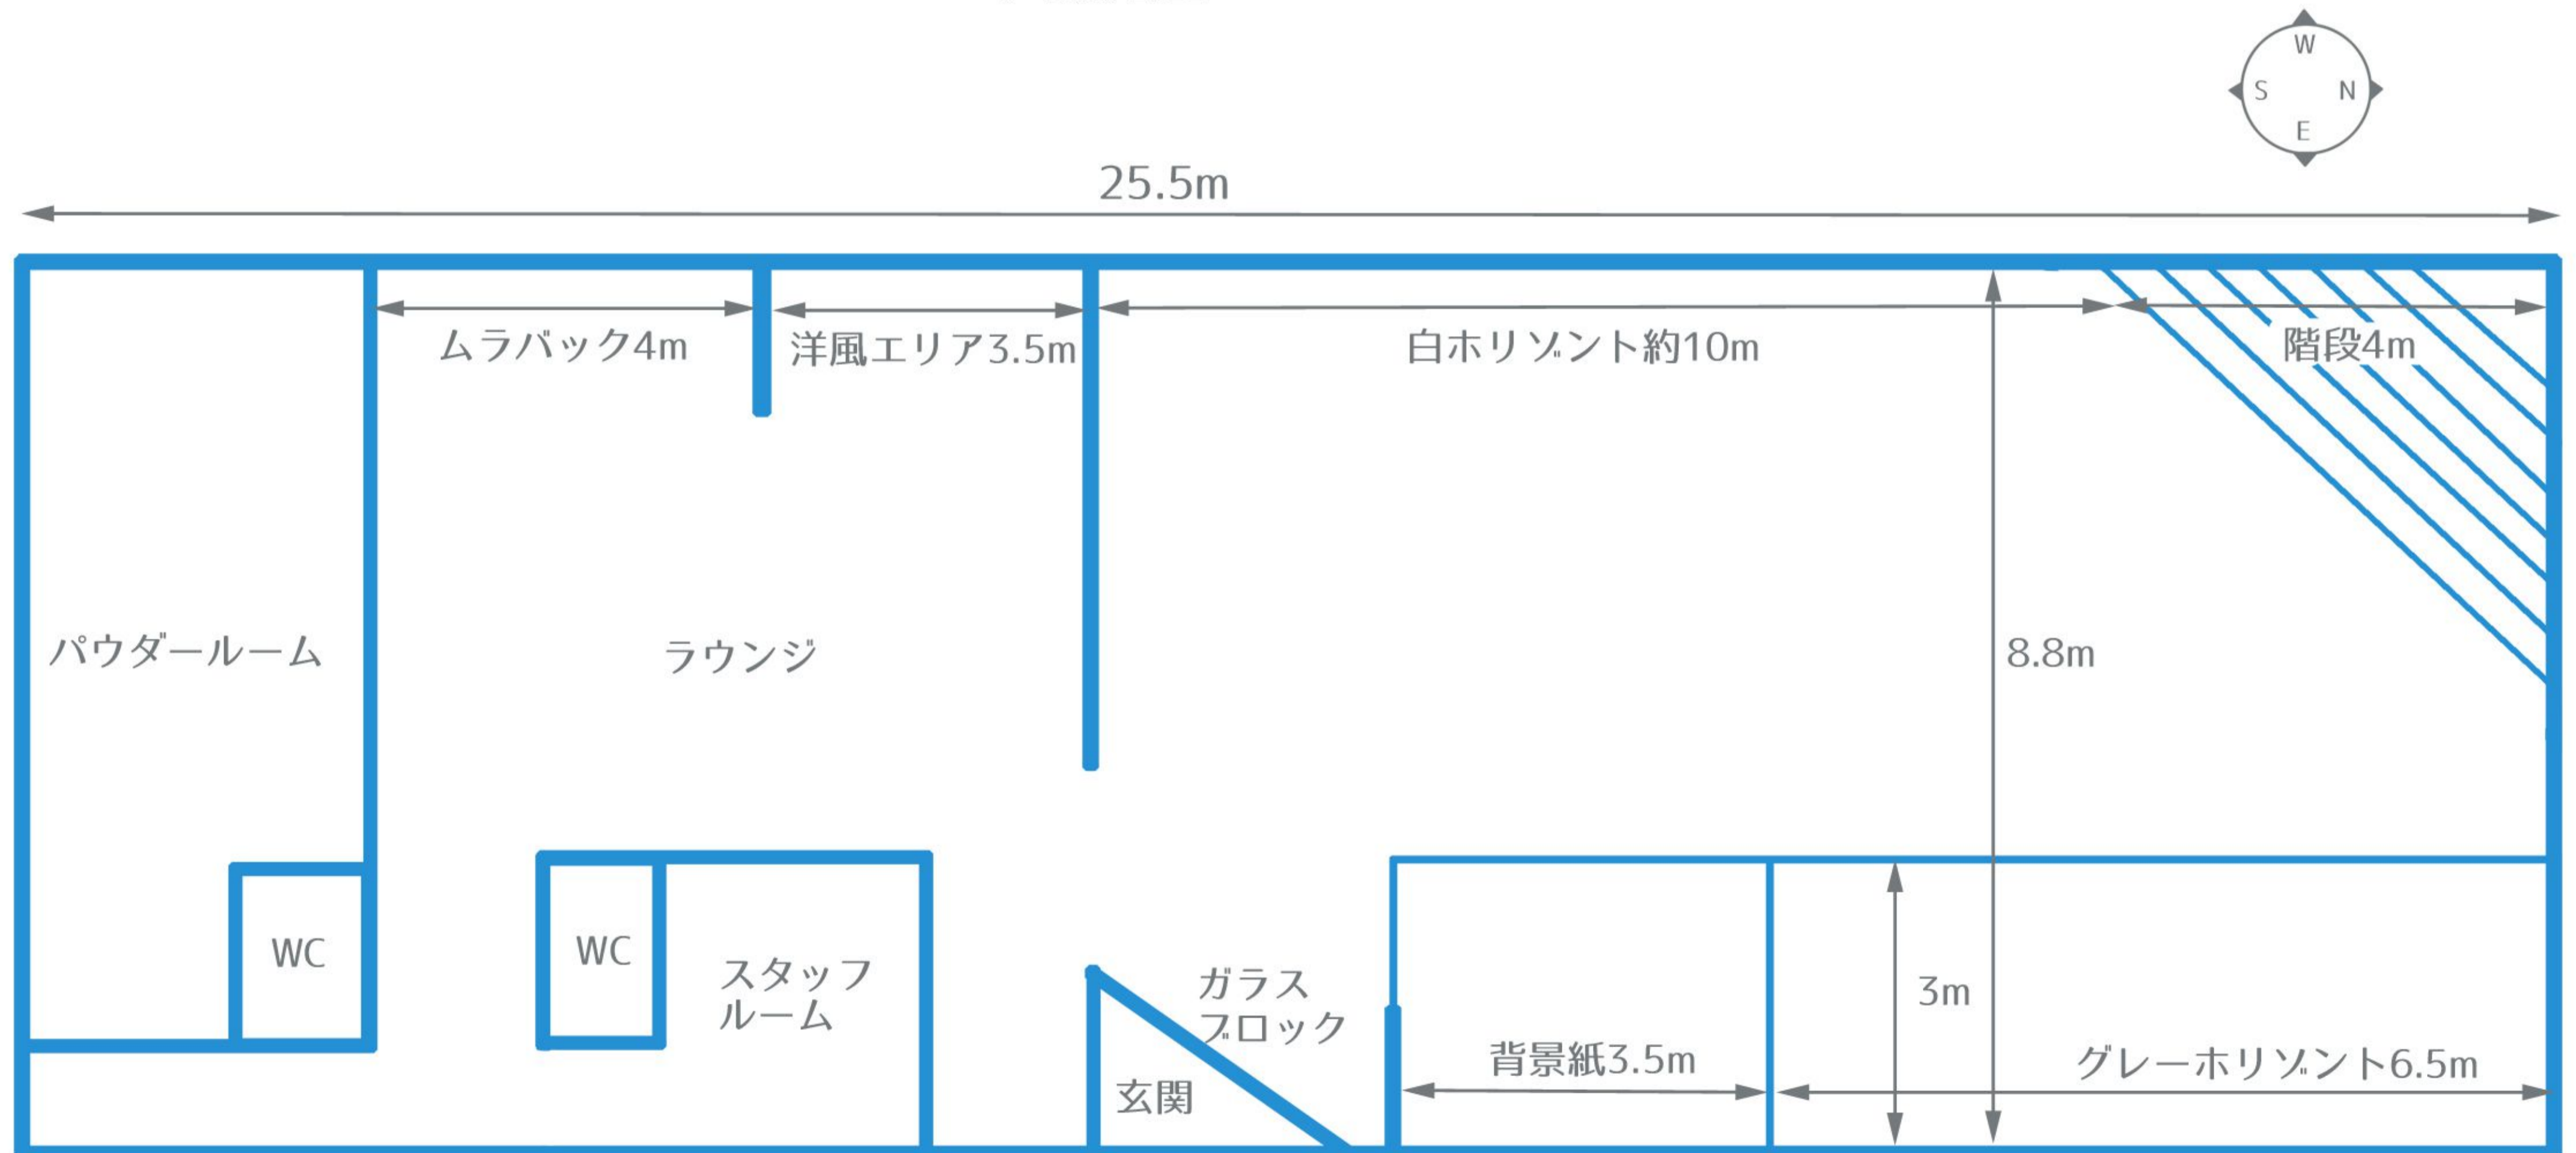 W
S
N
E
25.5m
ムラバック4m
洋風エリア3.5m
白ホリゾント約10m
階段4m
パウダールーム
ラウンジ
8.8m
WC
WC
スタッフ
ルーム
ガラス
ブロック
玄関
3m
背景紙3.5m
グレーホリゾント6.5m